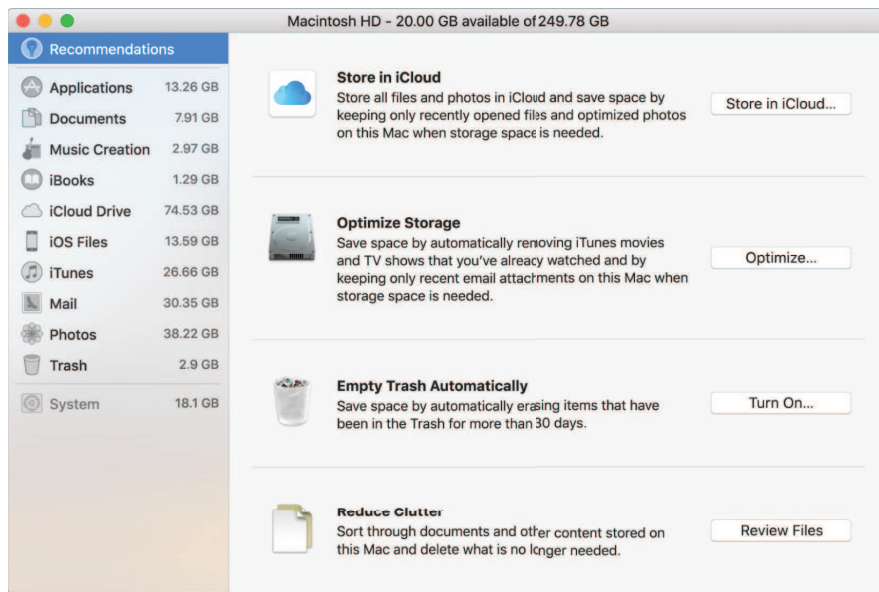 Macintosh HD - 20.00 GB available of 249.78 GB
Recommendations
Applications 13.26 GB
Documents 7.91 GB
Music Creation 2.97 GB
iBooks 1.29 GB
iCloud Drive 74.53 GB
iOS Files 13.59 GB
iTunes 26.66 GB
Mail 30.35 GB
Photos 38.22 GB
Trash 2.9 GB
System 18.1 GB
Store in iCloud
Store all files and photos in iCloud and save space by
keeping only recently opened files and optimized photos
on this Mac when storage space is needed.
Store in iCloud...
Optimize Storage
Save space by automatically removing iTunes movies
and TV shows that you've already watched and by
keeping only recent email attachments on this Mac when
storage space is needed.
Optimize...
Empty Trash Automatically
Save space by automatically erasing items that have
been in the Trash for more than 30 days.
Turn On...
Reduce Clutter
Sort through documents and other content stored on
this Mac and delete what is no longer needed.
Review Files